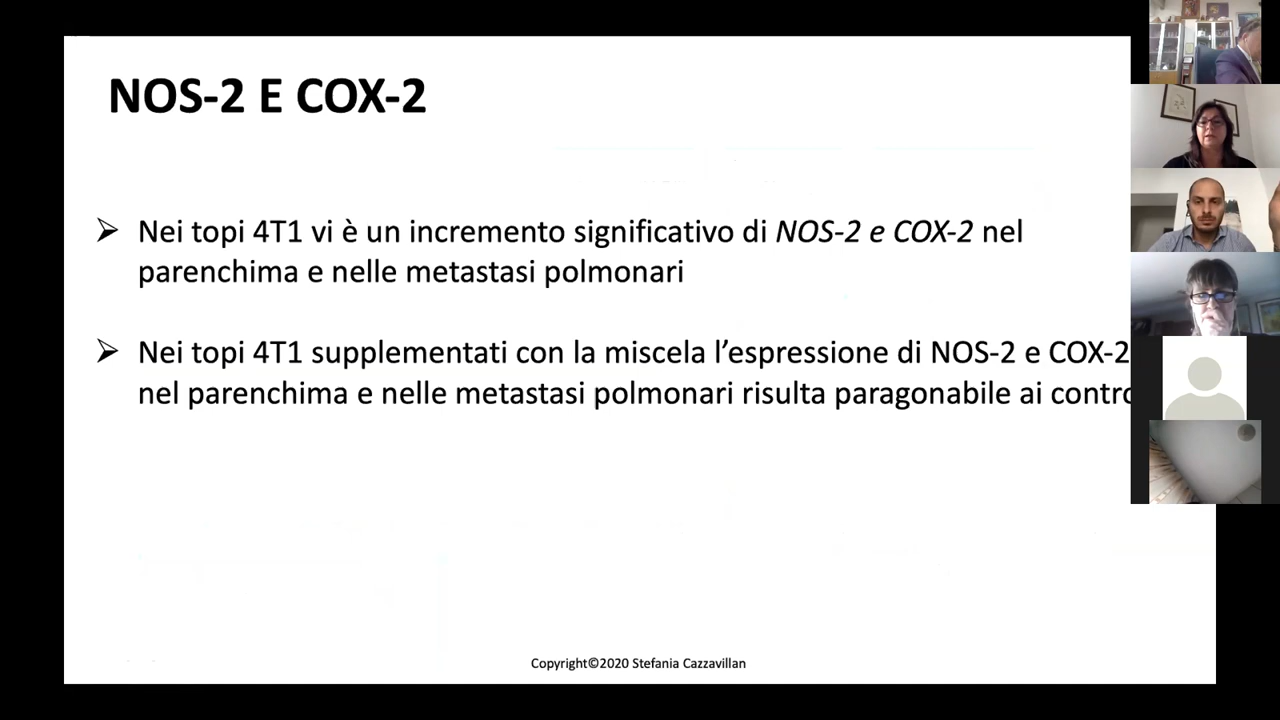 NOS-2 E COX-2
Nei topi 4T1 vi è un incremento significativo di NOS-2 e COX-2 nel
parenchima e nelle metastasi polmonari
Nei topi 4T1 supplementati con la miscela l’espressione di NOS-2 e COX-2
nel parenchima e nelle metastasi polmonari risulta paragonabile ai
Copyright©2020 Stefania Cazzavillan